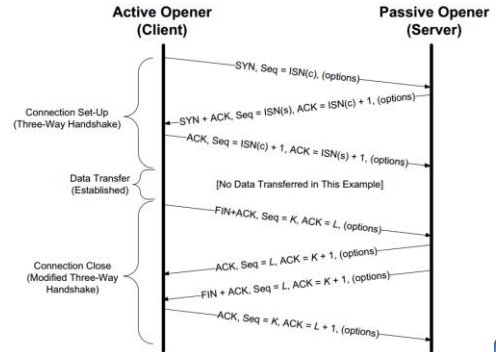 Active Opener
(Client)
Passive Opener
(Server)
SYN, Seq = ISN(c), (options)
SYN + ACK, Seq = ISN(s), ACK = ISN(c) + 1, (options)
ACK, Seq = ISN(c) + 1, ACK = ISN(s) + 1, (options)
Connection Set-Up
(Three-Way Handshake)
Data Transfer
(Established)
[No Data Transferred in This Example]
FIN+ACK, Seq = K, ACK = L, (options)
ACK, Seq = L, ACK = K + 1, (options)
FIN + ACK, Seq = L, ACK = K + 1, (options)
ACK, Seq = K, ACK = L + 1, (options)
Connection Close
(Modified Three-Way
Handshake)